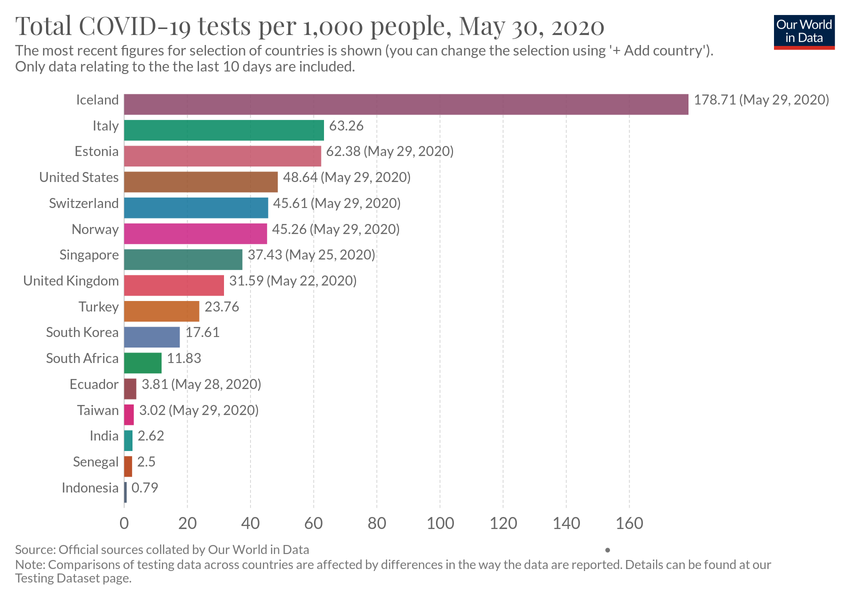 Total COVID-19 tests per 1,000 people, May 30, 2020
Our World
in Data
The most recent figures for selection of countries is shown (you can change the selection using '+ Add country').
Only data relating to the the last 10 days are included.
Iceland 178.71 (May 29, 2020)
Italy 63.26
Estonia 62.38 (May 29, 2020)
United States 48.64 (May 29, 2020)
Switzerland 45.61 (May 29, 2020)
Norway 45.26 (May 29, 2020)
Singapore 37.43 (May 25, 2020)
United Kingdom 31.59 (May 22, 2020)
Turkey 23.76
South Korea 17.61
South Africa 11.83
Ecuador 3.81 (May 28, 2020)
Taiwan 3.02 (May 29, 2020)
India 2.62
Senegal 2.5
Indonesia 0.79
0 20 40 60 80 100 120 140 160
Source: Official sources collated by Our World in Data
Note: Comparisons of testing data across countries are affected by differences in the way the data are reported. Details can be found at our
Testing Dataset page.